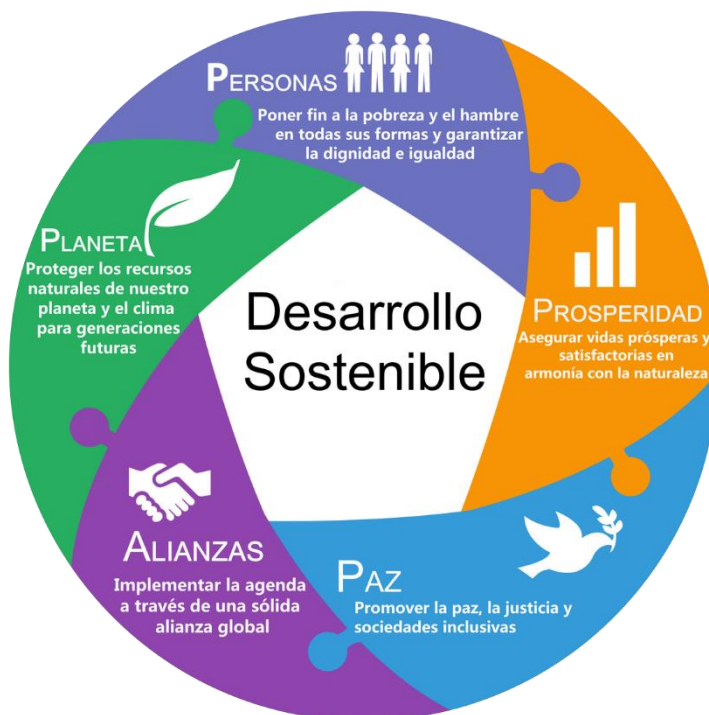 PERSONAS
Poner fin a la pobreza y el hambre
en todas sus formas y garantizar
la dignidad e igualdad
PROSPERIDAD
Asegurar vidas prósperas y
satisfactorias en
armonía con la naturaleza
PAZ
Promover la paz, la justicia y
sociedades inclusivas
ALIANZAS
Implementar la agenda
a través de una sólida
alianza global
PLANETA
Proteger los recursos
naturales de nuestro
planeta y el clima
para generaciones
futuras
Desarrollo
Sostenible